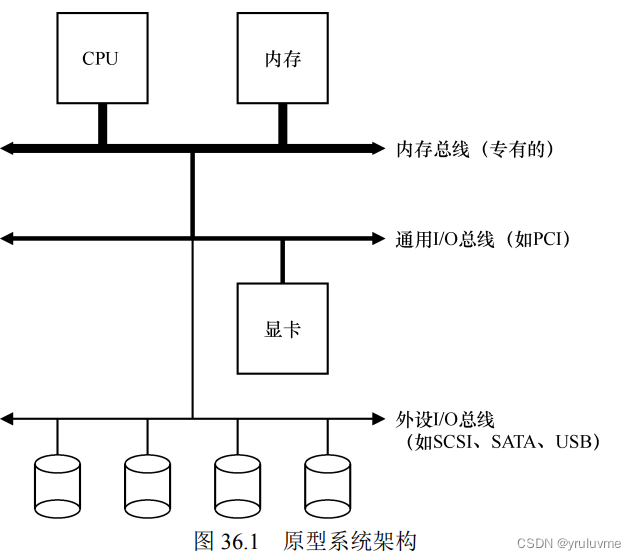 CPU
内存
内存总线（专有的）
通用I/O总线（如PCI）
显卡
外设I/O总线
（如SCSI、SATA、USB）
图 36.1 原型系统架构
CSDN @yruluvme